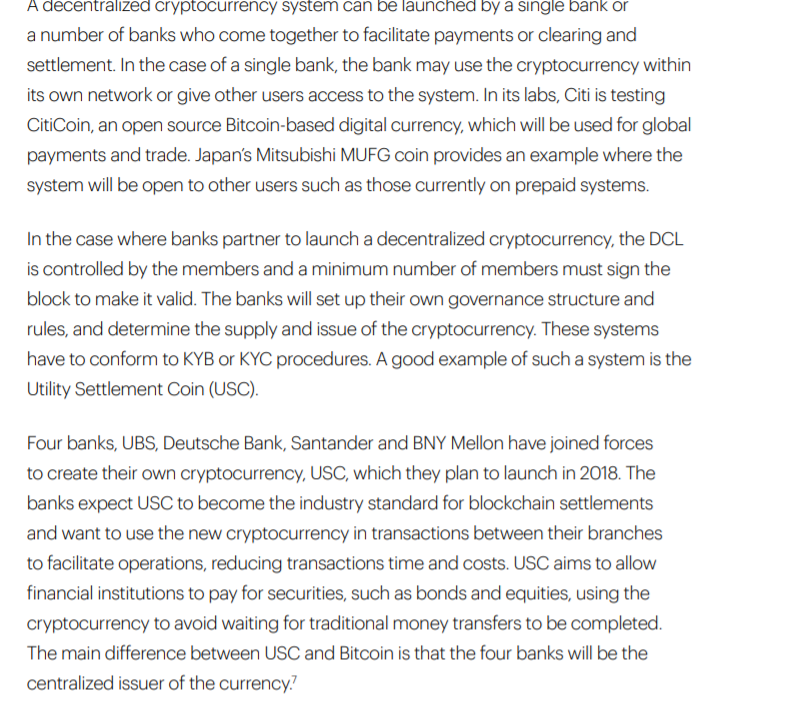 A decentralized cryptocurrency system can be launched by a single bank or
a number of banks who come together to facilitate payments or clearing and
settlement. In the case of a single bank, the bank may use the cryptocurrency within
its own network or give other users access to the system. In its labs, Citi is testing
CitiCoin, an open source Bitcoin-based digital currency, which will be used for global
payments and trade. Japan's Mitsubishi MUFG coin provides an example where the
system will be open to other users such as those currently on prepaid systems.
In the case where banks partner to launch a decentralized cryptocurrency, the DCL
is controlled by the members and a minimum number of members must sign the
block to make it valid. The banks will set up their own governance structure and
rules, and determine the supply and issue of the cryptocurrency. These systems
have to conform to KYB or KYC procedures. A good example of such a system is the
Utility Settlement Coin (USC).
Four banks, UBS, Deutsche Bank, Santander and BNY Mellon have joined forces
to create their own cryptocurrency, USC, which they plan to launch in 2018. The
banks expect USC to become the industry standard for blockchain settlements
and want to use the new cryptocurrency in transactions between their branches
to facilitate operations, reducing transactions time and costs. USC aims to allow
financial institutions to pay for securities, such as bonds and equities, using the
cryptocurrency to avoid waiting for traditional money transfers to be completed.
The main difference between USC and Bitcoin is that the four banks will be the
centralized issuer of the currency.⁷